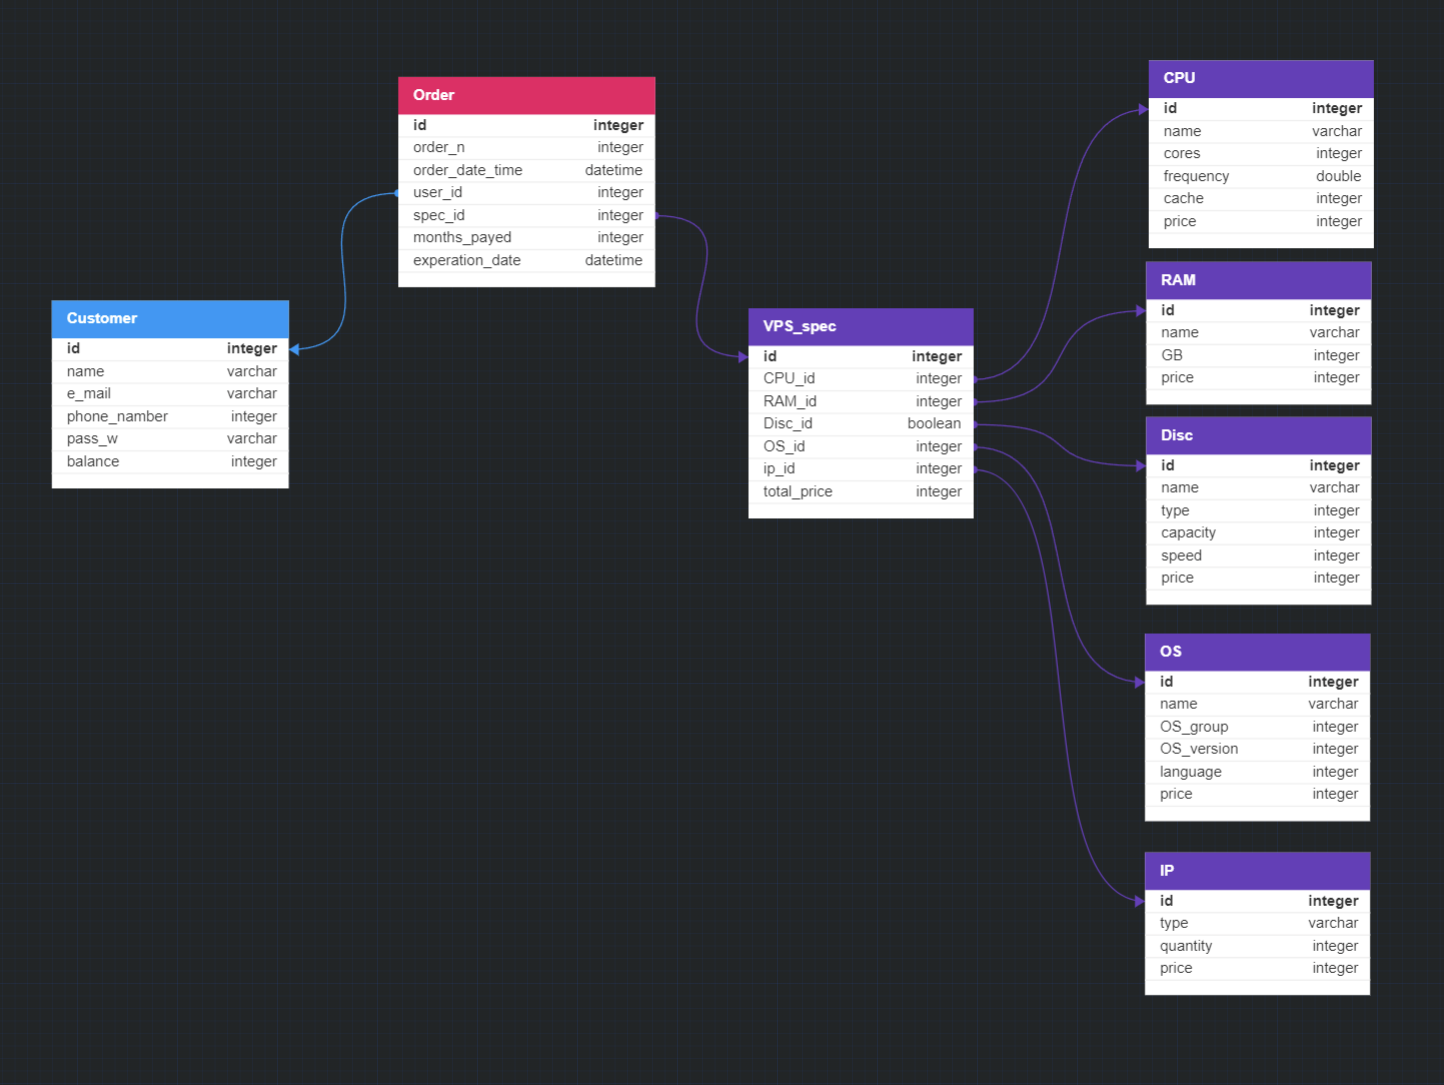 Order
id integer
order_n integer
order_date_time datetime
user_id integer
spec_id integer
months_payed integer
experation_date datetime
Customer
id integer
name varchar
e_mail varchar
phone_namber integer
pass_w varchar
balance integer
VPS_spec
id integer
CPU_id integer
RAM_id integer
Disc_id boolean
OS_id integer
ip_id integer
total_price integer
CPU
id integer
name varchar
cores integer
frequency double
cache integer
price integer
RAM
id integer
name varchar
GB integer
price integer
Disc
id integer
name varchar
type integer
capacity integer
speed integer
price integer
OS
id integer
name varchar
OS_group integer
OS_version integer
language integer
price integer
IP
id integer
type varchar
quantity integer
price integer